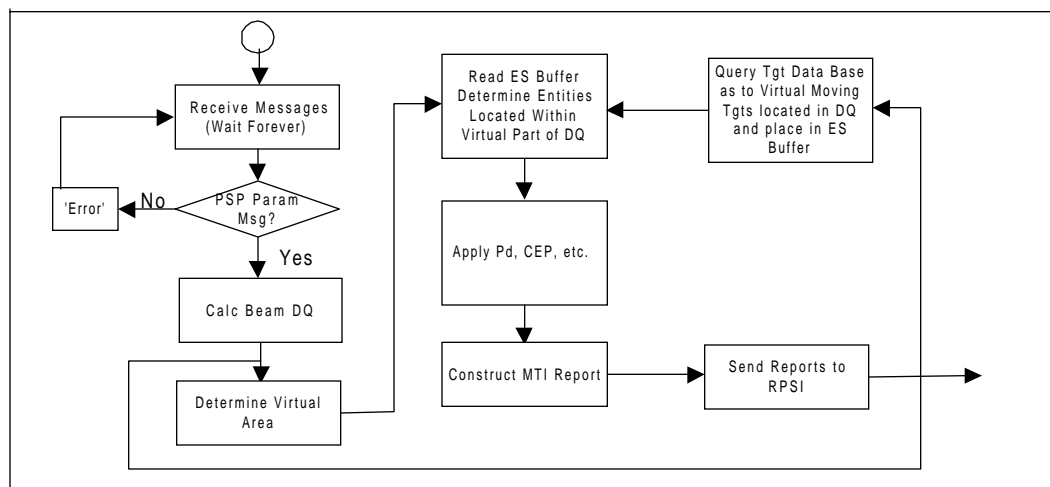 Receive Messages
(Wait Forever)
'Error'
No
PSP Param
Msg?
Yes
Calc Beam DQ
Determine Virtual
Area
Read ES Buffer
Determine Entities
Located Within
Virtual Part of DQ
Apply Pd, CEP, etc.
Construct MTI Report
Query Tgt Data Base
as to Virtual Moving
Tgts located in DQ
and place in ES
Buffer
Send Reports to
RPSI